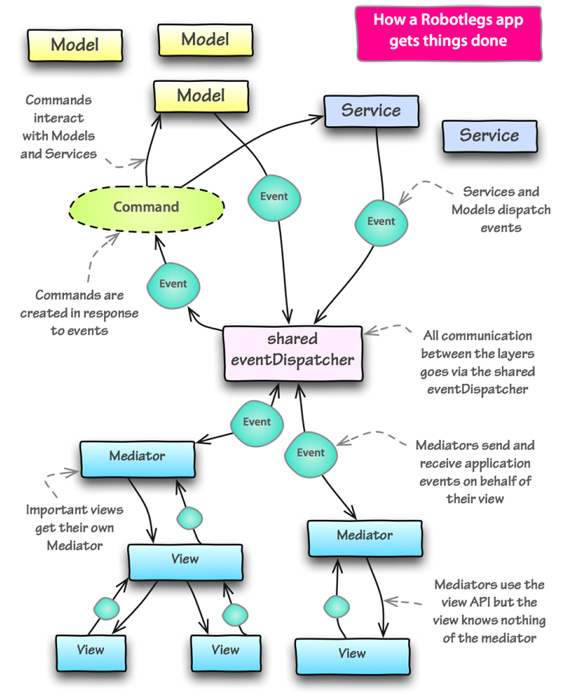 How a Robotlegs app
gets things done
Model
Model
Model
Service
Service
Commands
interact
with Models
and Services
Command
Event
Event
Services and
Models dispatch
events
Event
Commands are
created in response
to events
shared
eventDispatcher
All communication
between the layers
goes via the shared
eventDispatcher
Event
Event
Mediator
Mediators send and
receive application
events on behalf of
their view
Important views
get their own
Mediator
Mediator
View
Mediators use the
view API but the
view knows nothing
of the mediator
View
View
View